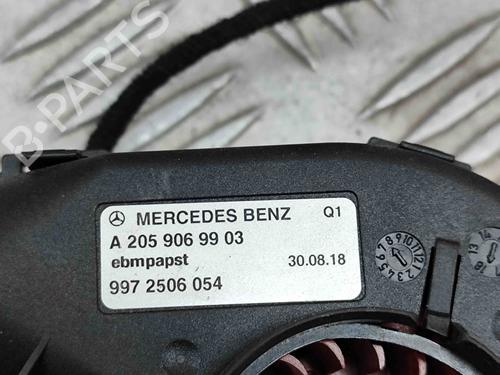 MERCEDES BENZ Q1
A 205 906 99 03
ebmpapst 30.08.18
997 2506 054
B-PARTS